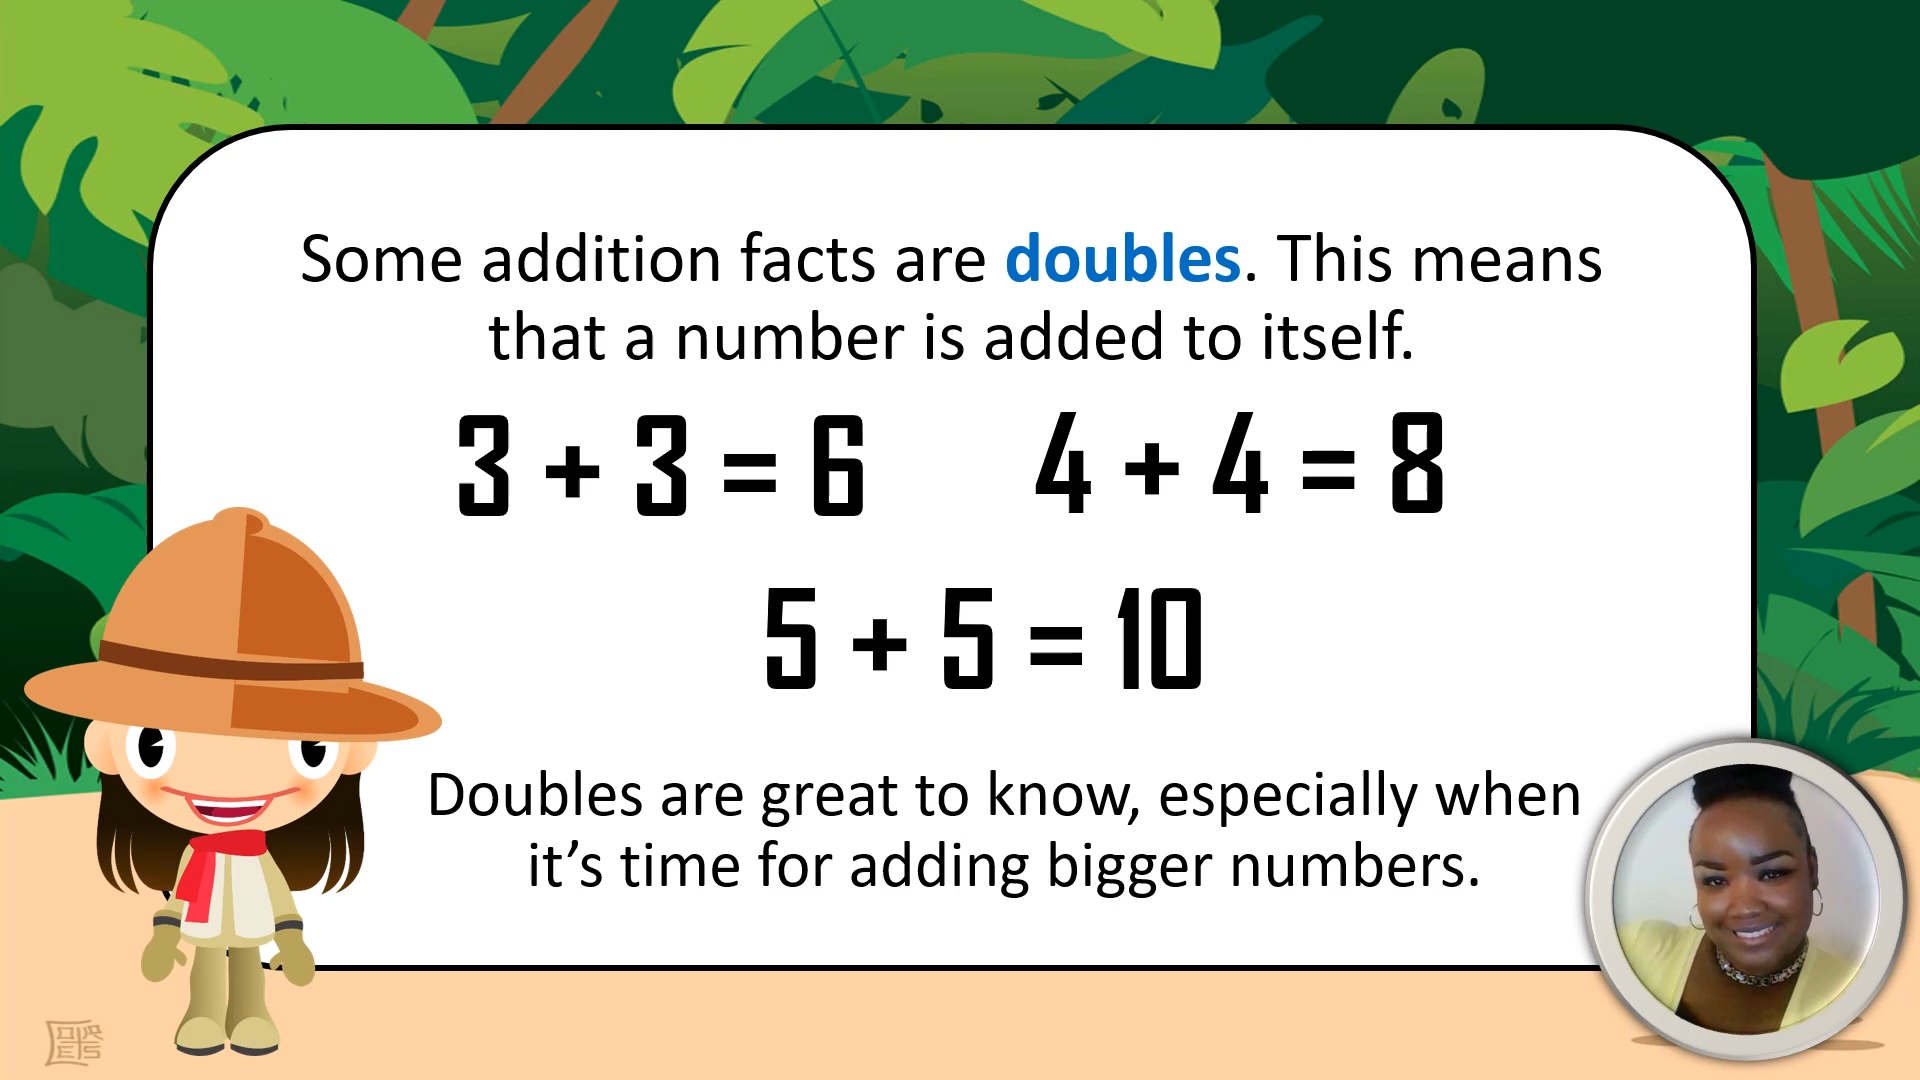 Some addition facts are doubles. This means
that a number is added to itself.
3 + 3 = 6 4 + 4 = 8
5 + 5 = 10
Doubles are great to know, especially when
it’s time for adding bigger numbers.